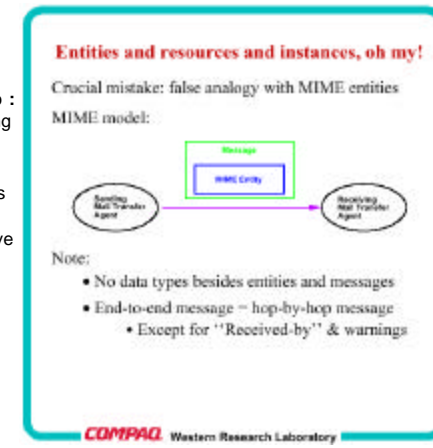 Entities and resources and instances, oh my!
Crucial mistake: false analogy with MIME entities
MIME model:
Message
MIME Entity
Sending
Mail Transfer
Agent
Receiving
Mail Transfer
Agent
Note:
• No data types besides entities and messages
• End-to-end message = hop-by-hop message
• Except for ‘‘Received-by’’ & warnings
COMPAQ Western Research Laboratory